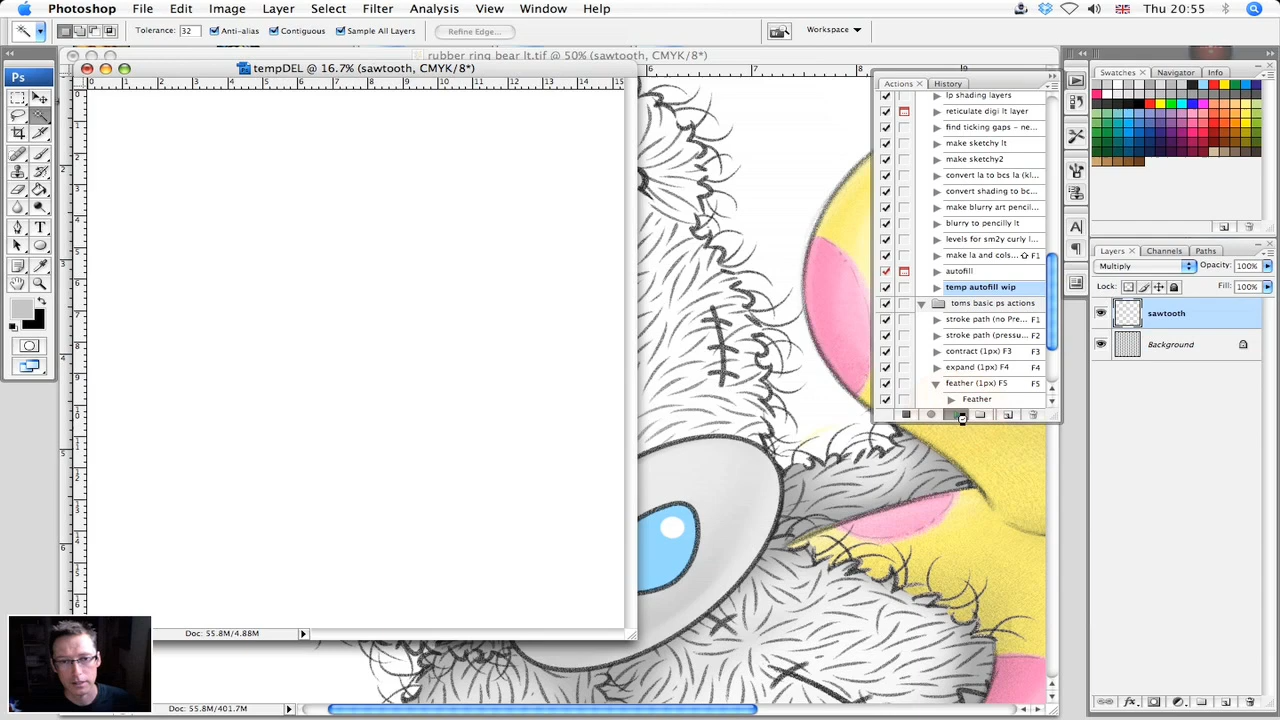 Photoshop File Edit Image Layer Select Filter Analysis View Window Help Thu 20:55
Tolerance: 32 Anti-alias Contiguous Sample All Layers Refine Edge... Workspace
rubber ring bear lt.tif @ 50% (sawtooth, CMYK/8*)
tempDEL @ 16.7% (sawtooth, CMYK/8*)
Ps
Actions History
lp shading layers
reticulate digi lt layer
find ticking gaps - ne...
make sketchy lt
make sketchy2
convert la to bcs la (kl...
convert shading to bc...
make blurry art pencil...
blurry to pencilly lt
levels for sm2y curly l...
make la and cols... F1
autofill
temp autofill wip
toms basic ps actions
stroke path (no Pre... F1
stroke path (pressu... F2
contract (1px) F3 F3
expand (1px) F4 F4
feather (1px) F5 F5
Feather
Swatches Navigator Info
Layers Channels Paths
Multiply Opacity: 100%
Lock: Fill: 100%
sawtooth
Background
Doc: 55.8M/4.88M
Doc: 55.8M/401.7M